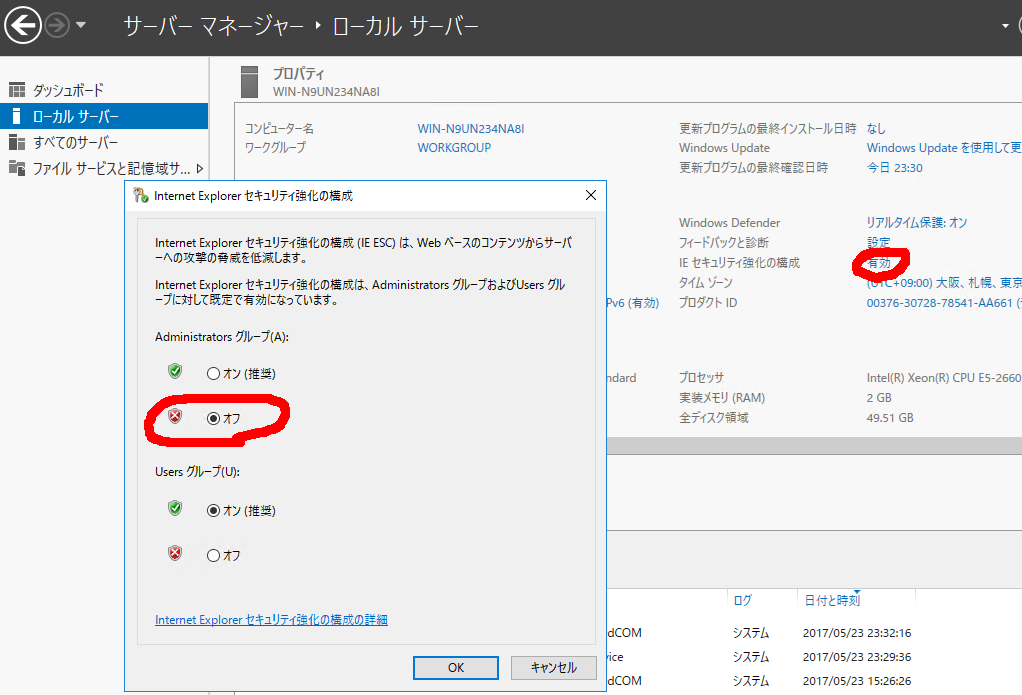 サーバー マネージャー ・ ローカル サーバー
ダッシュボード
ローカル サーバー
すべてのサーバー
ファイル サービスと記憶域サ...
プロパティ
WIN-N9UN234NA8I
コンピューター名 WIN-N9UN234NA8I
ワークグループ WORKGROUP
更新プログラムの最終インストール日時 なし
Windows Update Windows Update を使用して更
更新プログラムの最終確認日時 今日 23:30
Windows Defender リアルタイム保護: オン
フィードバックと診断 設定
IE セキュリティ強化の構成 有効
タイム ゾーン (UTC+09:00) 大阪、札幌、東京
Pv6 (有効) プロダクト ID 00376-30728-78541-AA661
ndard プロセッサ Intel(R) Xeon(R) CPU E5-2660
実装メモリ (RAM) 2 GB
全ディスク領域 49.51 GB
Internet Explorer セキュリティ強化の構成
Internet Explorer セキュリティ強化の構成 (IE ESC) は、Web ベースのコンテンツからサーバ
ーへの攻撃の脅威を低減します。
Internet Explorer セキュリティ強化の構成は、Administrators グループおよびUsers グル
ープに対して既定で有効になっています。
Administrators グループ(A):
オン (推奨)
オフ
Users グループ(U):
オン (推奨)
オフ
Internet Explorer セキュリティ強化の構成の詳細
OK キャンセル
ログ 日付と時刻
dCOM システム 2017/05/23 23:32:16
vice システム 2017/05/23 23:29:36
dCOM システム 2017/05/23 15:26:26